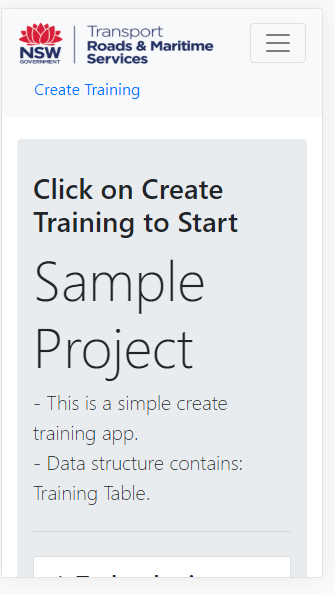 NSW
GOVERNMENT
Transport
Roads & Maritime
Services
Create Training
Click on Create
Training to Start
Sample
Project
- This is a simple create
training app.
- Data structure contains:
Training Table.